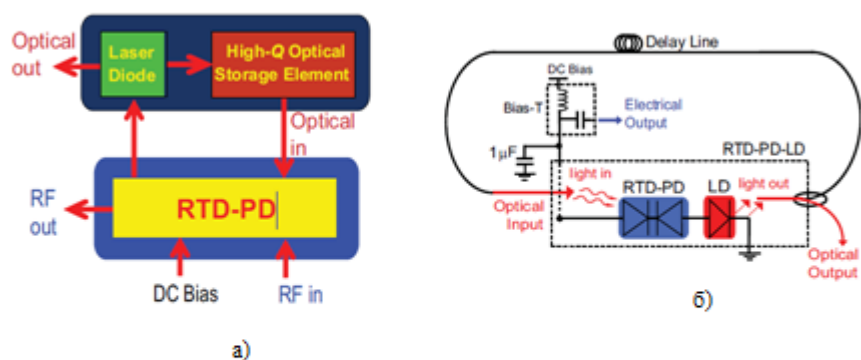 Optical
out
Laser
Diode
High-Q Optical
Storage Element
Optical
in
RF
out
RTD-PD
DC Bias
RF in
а)
Delay Line
DC Bias
Bias-T
Electrical
Output
1μF
RTD-PD-LD
light in
RTD-PD
LD
light out
Optical
Input
Optical
Output
б)